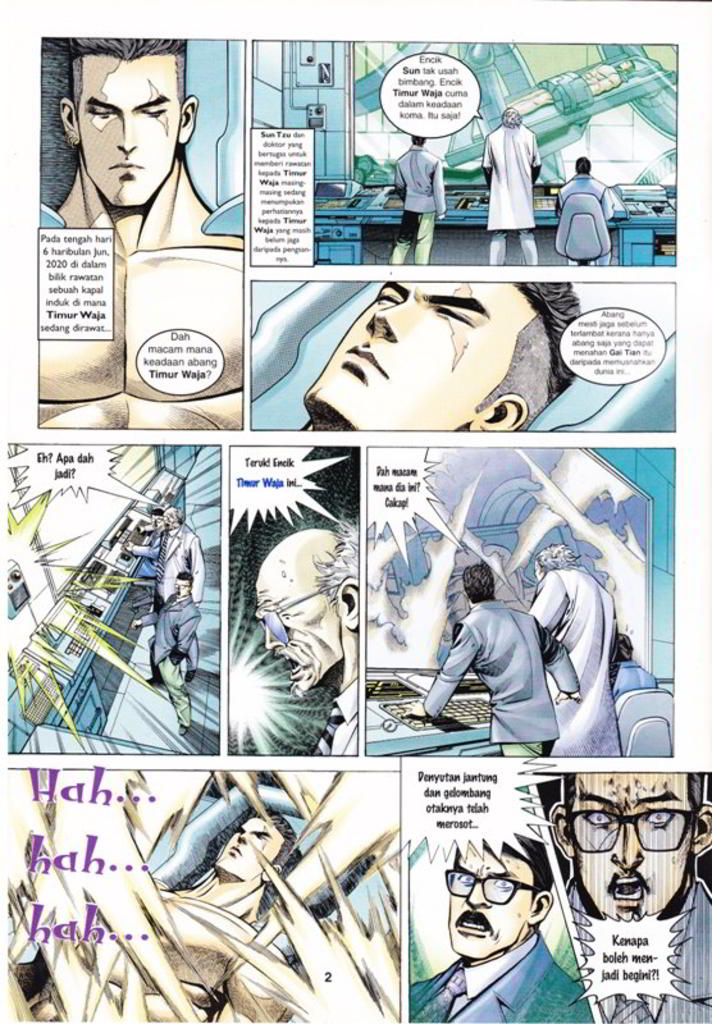 Pada tengah hari
6 haribulan Jun,
2020 di dalam
bilik rawatan
sebuah kapal
induk di mana
Timur Waja
sedang dirawat...
Dah
macam mana
keadaan abang
Timur Waja?
Sun Tzu dan
doktor yang
bertugas untuk
memberi rawatan
kepada Timur
Waja masing-
masing sedang
menumpukan
perhatiannya
kepada Timur
Waja yang masih
belum jaga
daripada pengsan-
nya.
Encik
Sun tak usah
bimbang. Encik
Timur Waja cuma
dalam keadaan
koma. Itu saja!
Abang
mesti jaga sebelum
terlambat kerana hanya
abang saja yang dapat
menahan Gai Tian itu
daripada memusnahkan
dunia ini...
Eh? Apa dah
jadi?
Teruk! Encik
Timur Waja ini...
Dah macam
mana dia ini?
Cakap!
Hah...
hah...
hah...
Denyutan jantung
dan gelombang
otaknya telah
merosot...
Kenapa
boleh men-
jadi begini?!
2